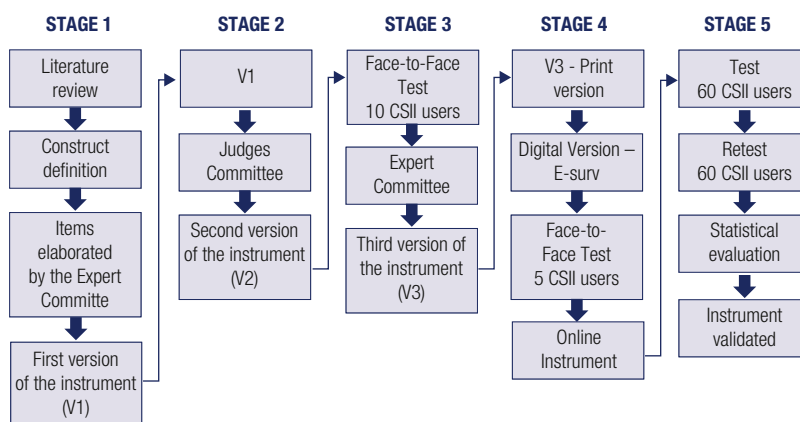 STAGE 1
Literature
review
Construct
definition
Items
elaborated
by the Expert
Committe
First version
of the instrument
(V1)
STAGE 2
V1
Judges
Committee
Second version
of the instrument
(V2)
STAGE 3
Face-to-Face
Test
10 CSII users
Expert
Committee
Third version of
the instrument
(V3)
STAGE 4
V3 - Print
version
Digital Version –
E-surv
Face-to-
Face Test
5 CSII users
Online
Instrument
STAGE 5
Test
60 CSII users
Retest
60 CSII users
Statistical
evaluation
Instrument
validated